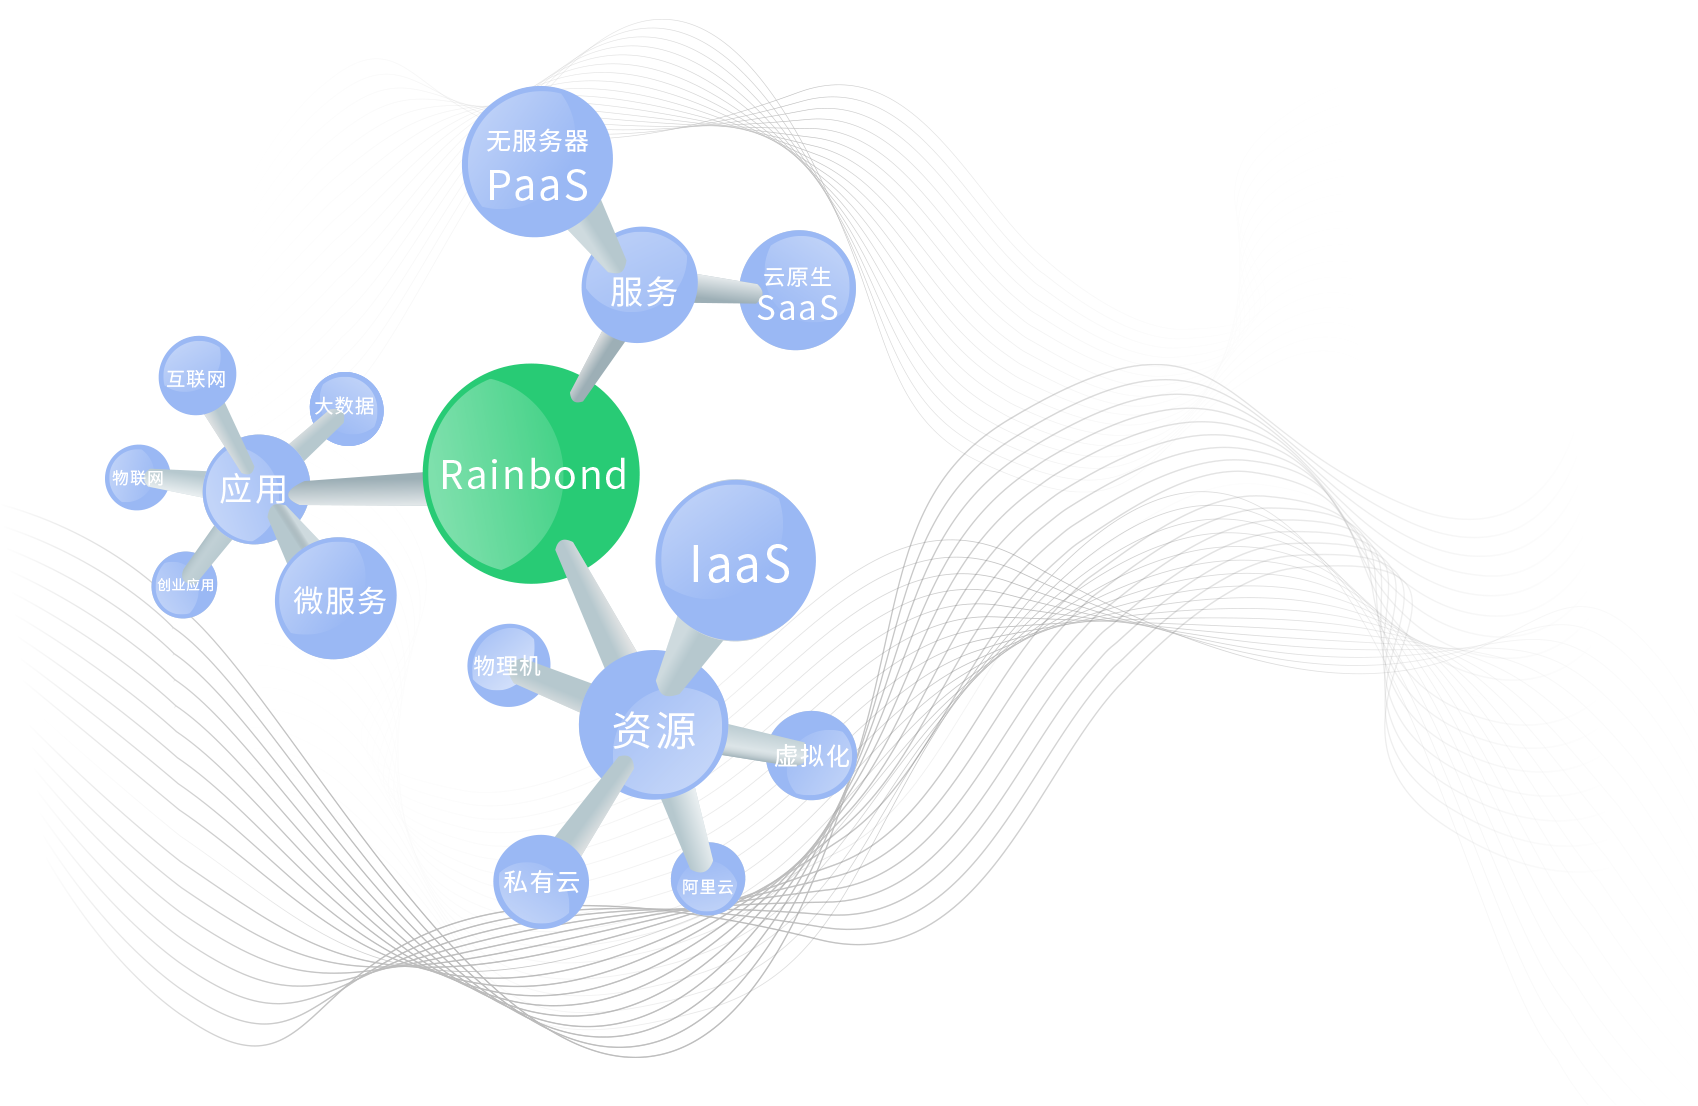 无服务器
PaaS
服务
云原生
SaaS
互联网
大数据
物联网
应用
创业应用
微服务
Rainbond
IaaS
物理机
资源
虚拟化
私有云
阿里云